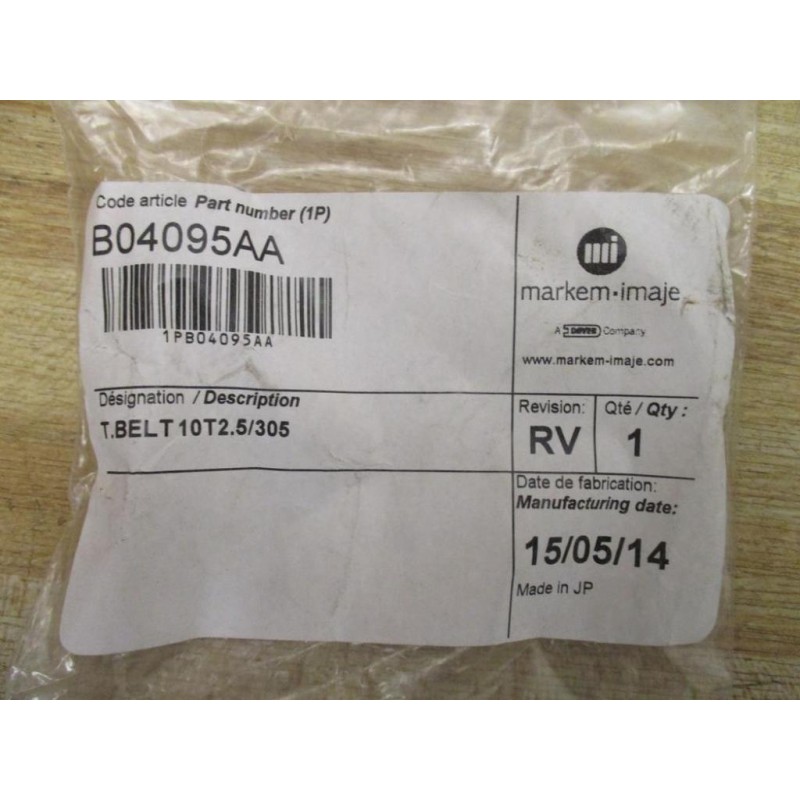 Code article Part number (1P)
B04095AA
1PB04095AA
mi
markem·imaje
A DOVER Company
www.markem-imaje.com
Désignation / Description
T.BELT 10T2.5/305
Revision:
RV
Qté / Qty :
1
Date de fabrication:
Manufacturing date:
15/05/14
Made in JP